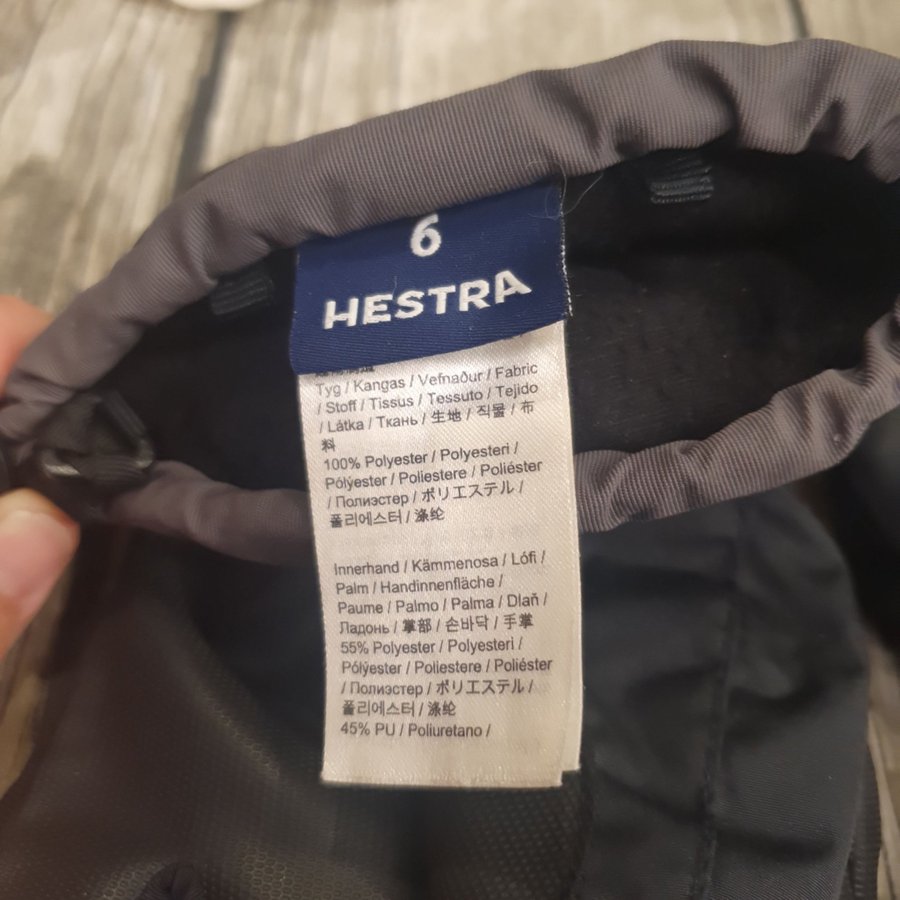 6
HESTRA
Tyg / Kangas / Vefnaður / Fabric
/ Stoff / Tissus / Tessuto / Tejido
/ Látka / Ткань / 生地 / 직물 / 布
料
100% Polyester / Polyesteri /
Pólýester / Poliestere / Poliéster
/ Полиэстер / ポリエステル /
폴리에스터 / 涤纶
Innerhand / Kämmenosa / Lófi /
Palm / Handinnenfläche /
Paume / Palmo / Palma / Dlaň /
Ладонь / 掌部 / 손바닥 / 手掌
55% Polyester / Polyesteri /
Pólýester / Poliestere / Poliéster
/ Полиэстер / ポリエステル /
폴리에스터 / 涤纶
45% PU / Poliuretano /